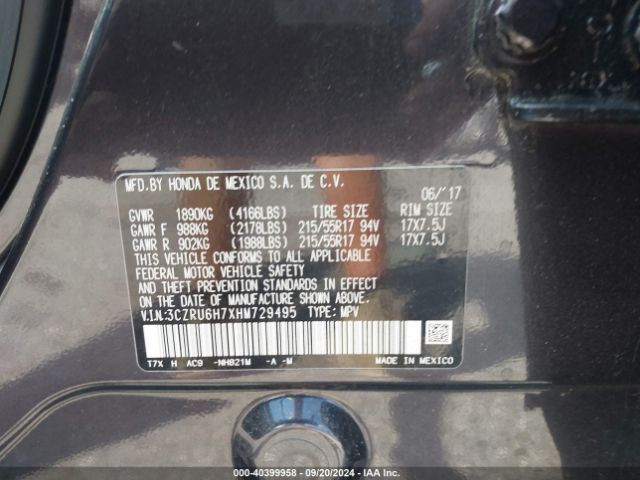 MFD.BY HONDA DE MEXICO S.A. DE C.V. 06/'17
GVWR 1890KG (4166LBS) TIRE SIZE RIM SIZE
GAWR F 988KG (2178LBS) 215/55R17 94V 17X7.5J
GAWR R 902KG (1988LBS) 215/55R17 94V 17X7.5J
THIS VEHICLE CONFORMS TO ALL APPLICABLE
FEDERAL MOTOR VEHICLE SAFETY
AND THEFT PREVENTION STANDARDS IN EFFECT
ON THE DATE OF MANUFACTURE SHOWN ABOVE.
V.I.N:3CZRU6H7XHM729495 TYPE: MPV
T7X H AC9 -NH821M -A -M MADE IN MEXICO
000-40399958 - 09/20/2024 - IAA Inc.